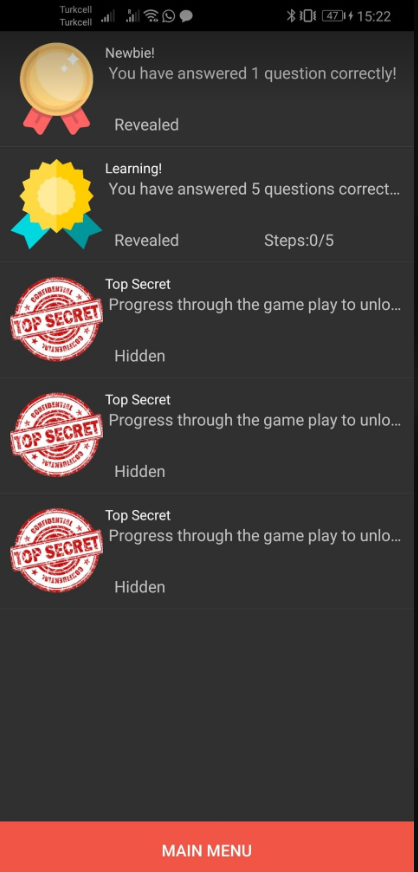 Turkcell
Turkcell
47
15:22
Newbie!
You have answered 1 question correctly!
Revealed
Learning!
You have answered 5 questions correct...
Revealed Steps:0/5
CONFIDENTIAL
TOP SECRET
CONFIDENTIAL
Top Secret
Progress through the game play to unlo...
Hidden
CONFIDENTIAL
TOP SECRET
CONFIDENTIAL
Top Secret
Progress through the game play to unlo...
Hidden
CONFIDENTIAL
TOP SECRET
CONFIDENTIAL
Top Secret
Progress through the game play to unlo...
Hidden
MAIN MENU